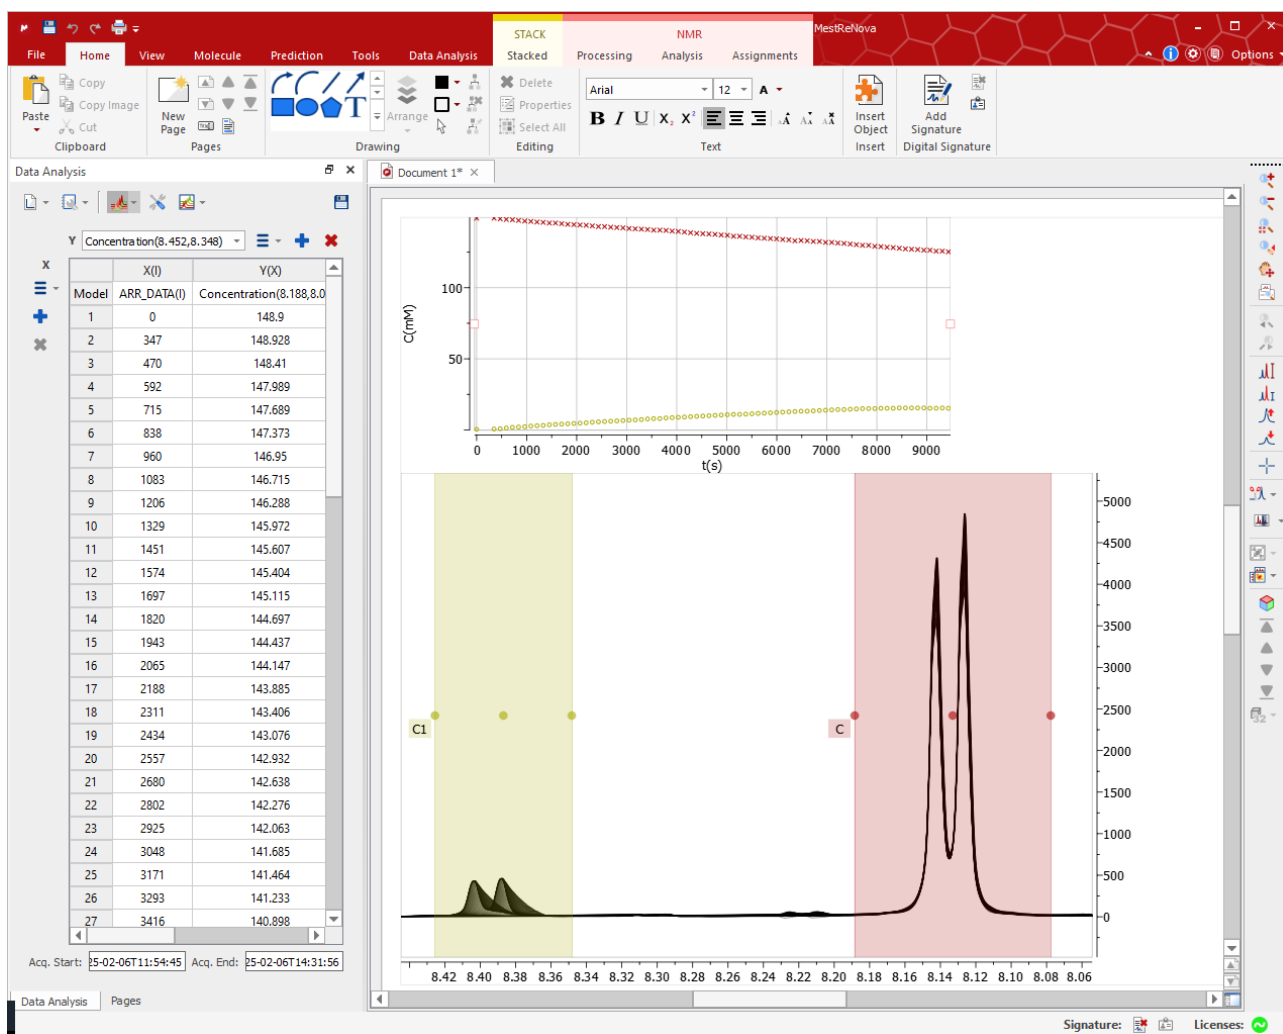 STACK NMR MestReNova
File Home View Molecule Prediction Tools Data Analysis Stacked Processing Analysis Assignments Options
Paste Copy Copy Image Cut Clipboard
New Page Pages
T Arrange Drawing
Delete Properties Select All Editing
Arial 12 A
B I U X₂ X² Text
Insert Object Insert
Add Signature Digital Signature
Data Analysis
Document 1* ×
Y Concentration(8.452,8.348)
X
X(I) Y(X)
Model ARR_DATA(I) Concentration(8.188,8.0
1 0 148.9
2 347 148.928
3 470 148.41
4 592 147.989
5 715 147.689
6 838 147.373
7 960 146.95
8 1083 146.715
9 1206 146.288
10 1329 145.972
11 1451 145.607
12 1574 145.404
13 1697 145.115
14 1820 144.697
15 1943 144.437
16 2065 144.147
17 2188 143.885
18 2311 143.406
19 2434 143.076
20 2557 142.932
21 2680 142.638
22 2802 142.276
23 2925 142.063
24 3048 141.685
25 3171 141.464
26 3293 141.233
27 3416 140.898
Acq. Start: 25-02-06T11:54:45 Acq. End: 25-02-06T14:31:56
Data Analysis Pages
C(mM)
100
50
0 1000 2000 3000 4000 5000 6000 7000 8000 9000
t(s)
C1
C
5000
4500
4000
3500
3000
2500
2000
1500
1000
500
0
8.42 8.40 8.38 8.36 8.34 8.32 8.30 8.28 8.26 8.24 8.22 8.20 8.18 8.16 8.14 8.12 8.10 8.08 8.06
Signature: Licenses: